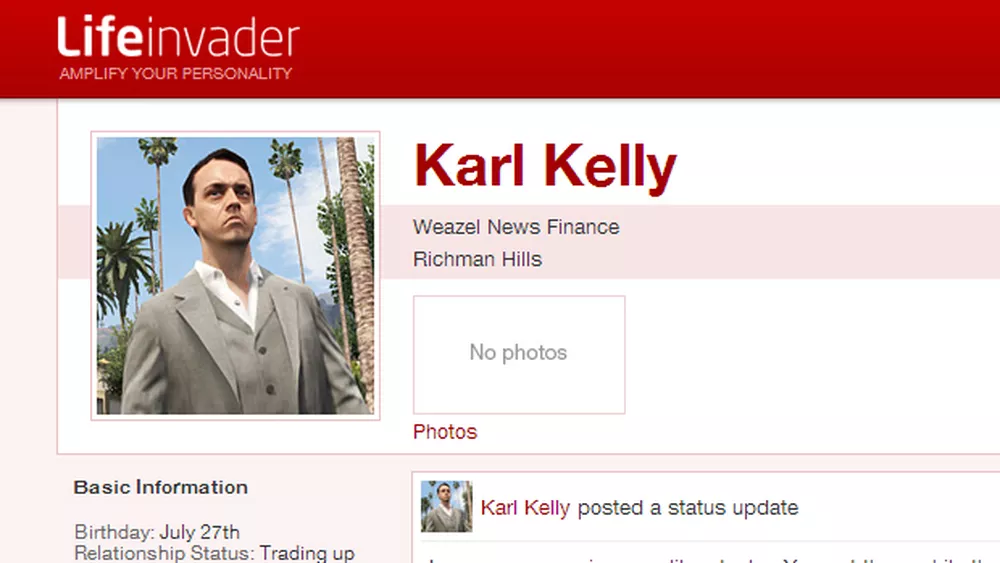 Lifeinvader
AMPLIFY YOUR PERSONALITY
Karl Kelly
Weazel News Finance
Richman Hills
No photos
Photos
Basic Information
Birthday: July 27th
Relationship Status: Trading up
Karl Kelly posted a status update